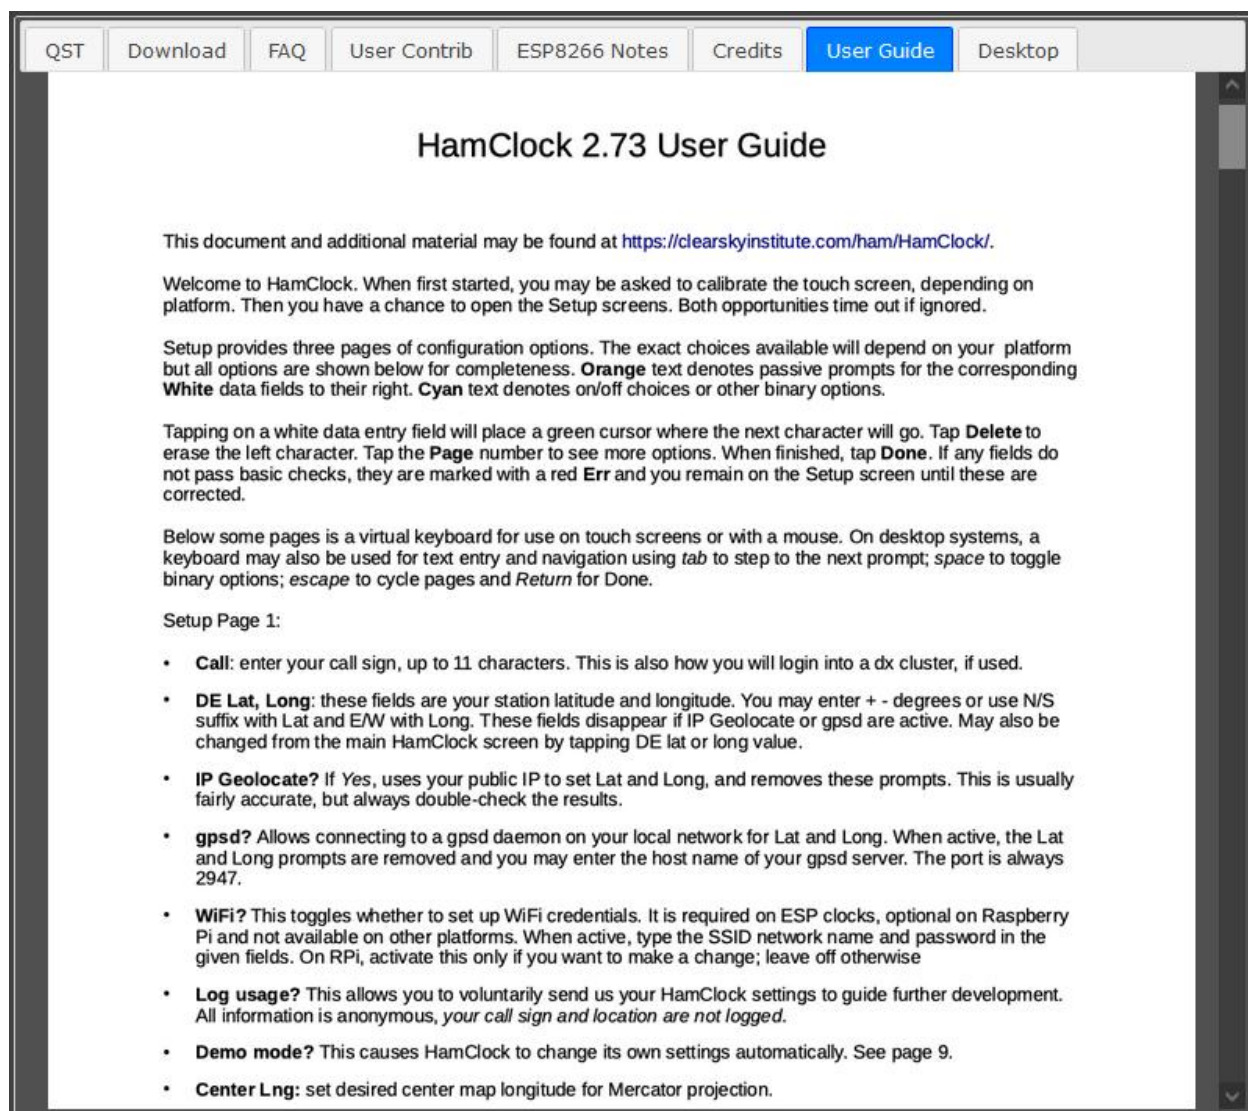 QST Download FAQ User Contrib ESP8266 Notes Credits User Guide Desktop
HamClock 2.73 User Guide
This document and additional material may be found at https://clearskyinstitute.com/ham/HamClock/.
Welcome to HamClock. When first started, you may be asked to calibrate the touch screen, depending on
platform. Then you have a chance to open the Setup screens. Both opportunities time out if ignored.
Setup provides three pages of configuration options. The exact choices available will depend on your platform
but all options are shown below for completeness. Orange text denotes passive prompts for the corresponding
White data fields to their right. Cyan text denotes on/off choices or other binary options.
Tapping on a white data entry field will place a green cursor where the next character will go. Tap Delete to
erase the left character. Tap the Page number to see more options. When finished, tap Done. If any fields do
not pass basic checks, they are marked with a red Err and you remain on the Setup screen until these are
corrected.
Below some pages is a virtual keyboard for use on touch screens or with a mouse. On desktop systems, a
keyboard may also be used for text entry and navigation using tab to step to the next prompt; space to toggle
binary options; escape to cycle pages and Return for Done.
Setup Page 1:
• Call: enter your call sign, up to 11 characters. This is also how you will login into a dx cluster, if used.
• DE Lat, Long: these fields are your station latitude and longitude. You may enter + - degrees or use N/S
suffix with Lat and E/W with Long. These fields disappear if IP Geolocate or gpsd are active. May also be
changed from the main HamClock screen by tapping DE lat or long value.
• IP Geolocate? If Yes, uses your public IP to set Lat and Long, and removes these prompts. This is usually
fairly accurate, but always double-check the results.
• gpsd? Allows connecting to a gpsd daemon on your local network for Lat and Long. When active, the Lat
and Long prompts are removed and you may enter the host name of your gpsd server. The port is always
2947.
• WiFi? This toggles whether to set up WiFi credentials. It is required on ESP clocks, optional on Raspberry
Pi and not available on other platforms. When active, type the SSID network name and password in the
given fields. On RPi, activate this only if you want to make a change; leave off otherwise
• Log usage? This allows you to voluntarily send us your HamClock settings to guide further development.
All information is anonymous, your call sign and location are not logged.
• Demo mode? This causes HamClock to change its own settings automatically. See page 9.
• Center Lng: set desired center map longitude for Mercator projection.